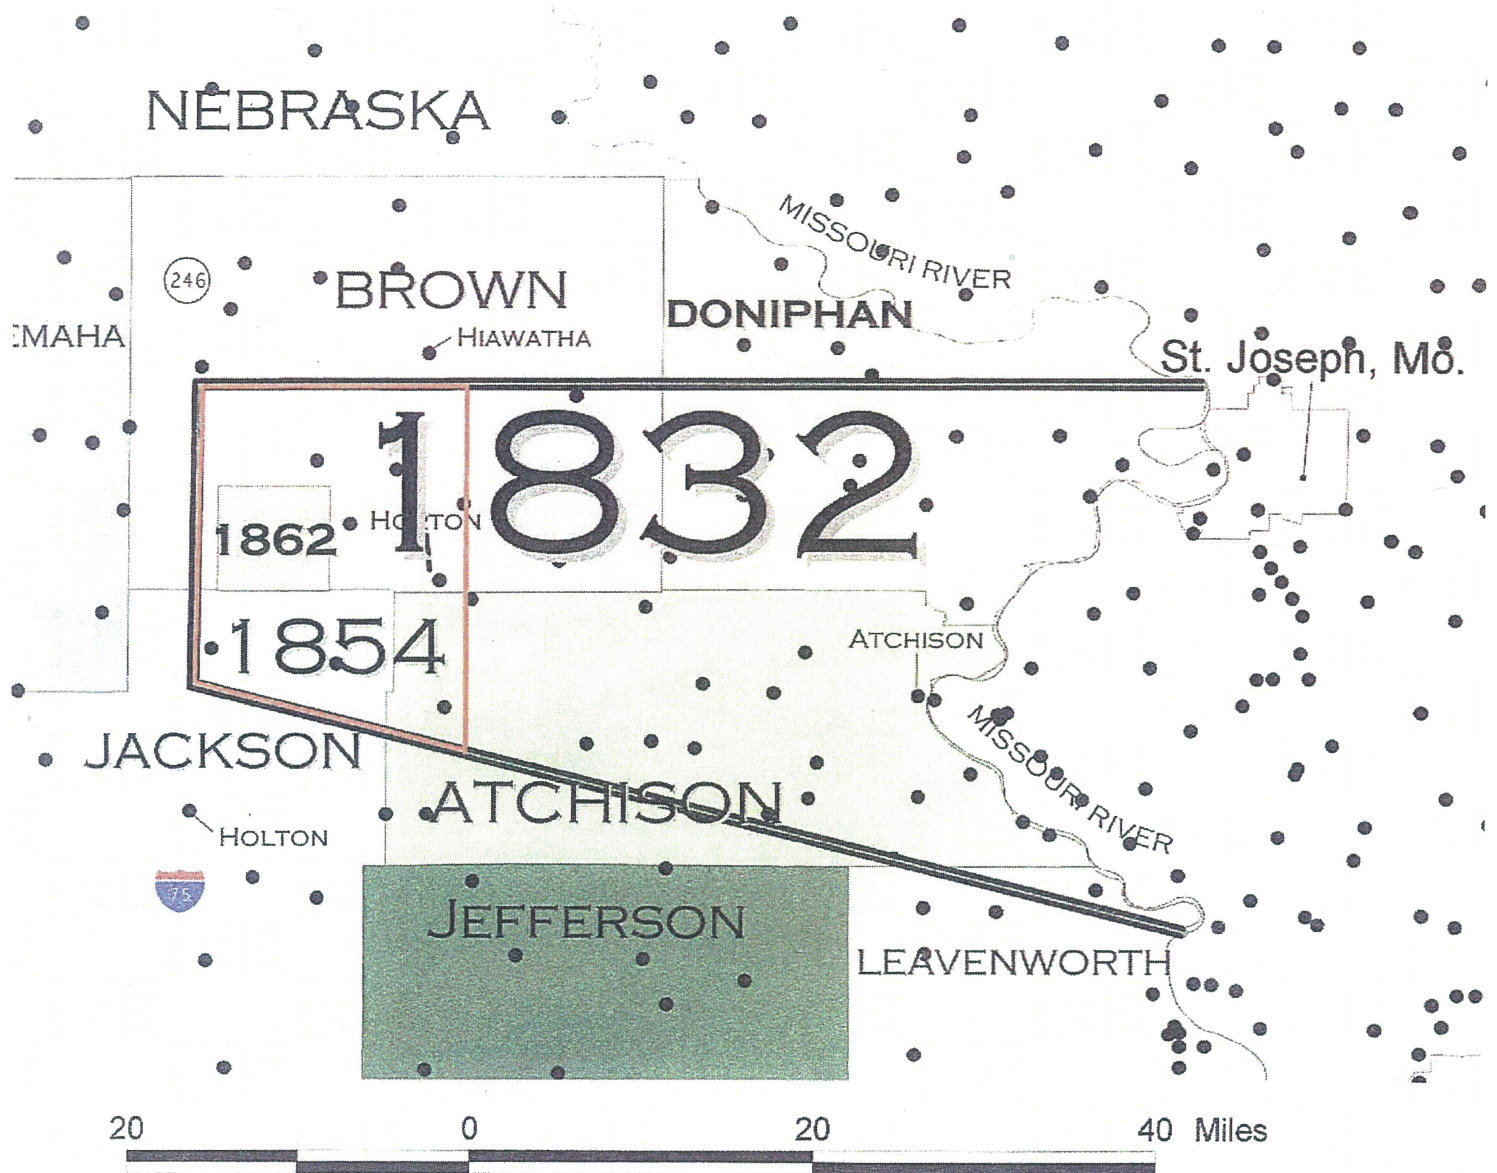 NEBRASKA
MISSOURI RIVER
246
BROWN
DONIPHAN
EMAHA
HIAWATHA
St. Joseph, Mo.
1832
HORTON
1862
1854
ATCHISON
MISSOURI RIVER
JACKSON
ATCHISON
HOLTON
75
JEFFERSON
LEAVENWORTH
20 0 20 40 Miles